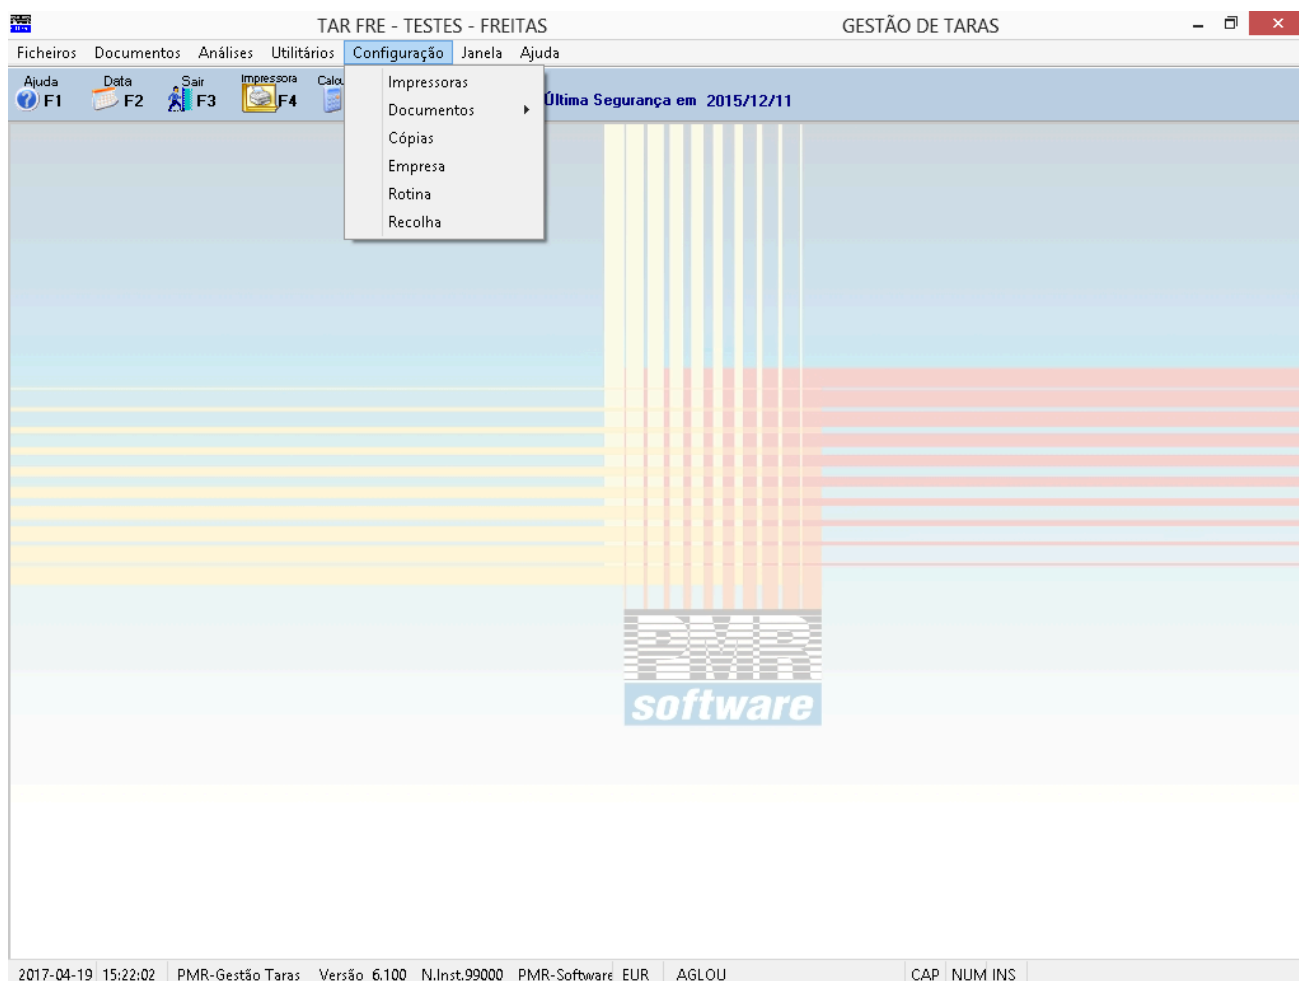 TAR FRE - TESTES - FREITAS GESTÃO DE TARAS
Ficheiros Documentos Análises Utilitários Configuração Janela Ajuda
Ajuda F1 Data F2 Sair F3 Impressora F4 Última Segurança em 2015/12/11
Impressoras
Documentos
Cópias
Empresa
Rotina
Recolha
PMR
software
2017-04-19 15:22:02 PMR-Gestão Taras Versão 6.100 N.Inst.99000 PMR-Software EUR AGLOU CAP NUM INS